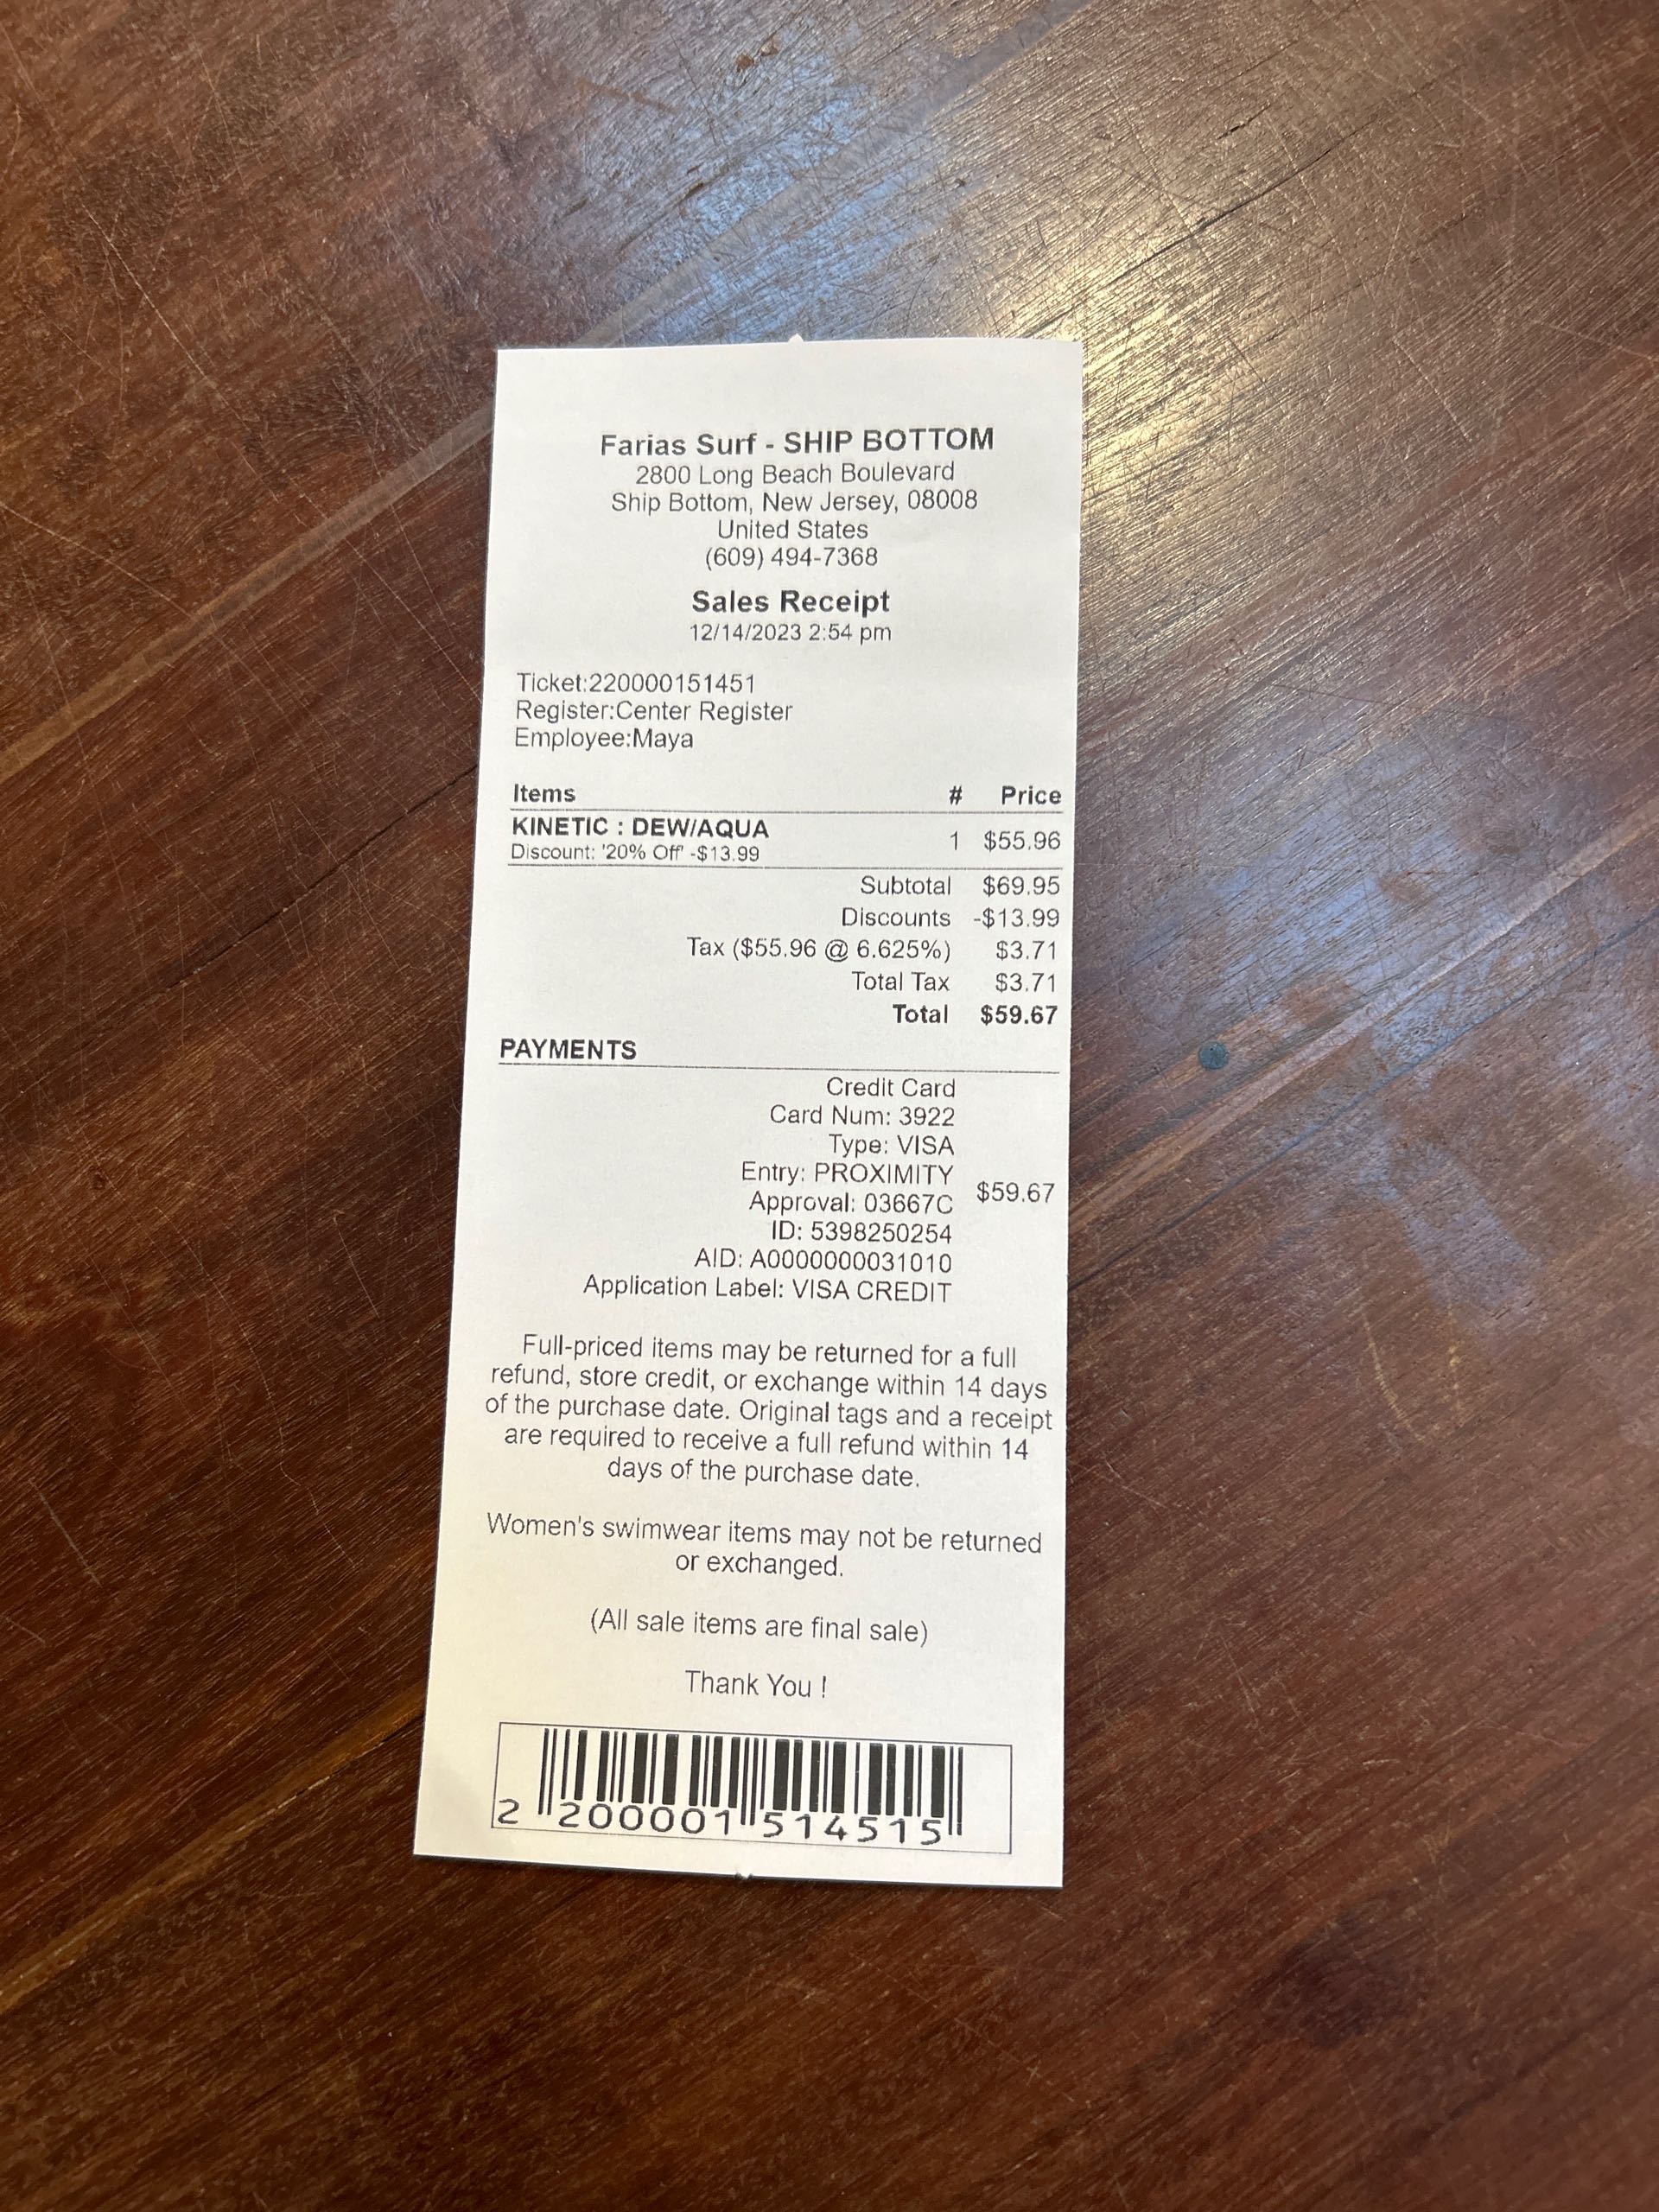 Farias Surf - SHIP BOTTOM
2800 Long Beach Boulevard
Ship Bottom, New Jersey, 08008
United States
(609) 494-7368
Sales Receipt
12/14/2023 2:54 pm
Ticket:220000151451
Register:Center Register
Employee:Maya
Items # Price
KINETIC : DEW/AQUA 1 $55.96
Discount: '20% Off' -$13.99
Subtotal $69.95
Discounts -$13.99
Tax ($55.96 @ 6.625%) $3.71
Total Tax $3.71
Total $59.67
PAYMENTS
Credit Card
Card Num: 3922
Type: VISA
Entry: PROXIMITY $59.67
Approval: 03667C
ID: 5398250254
AID: A0000000031010
Application Label: VISA CREDIT
Full-priced items may be returned for a full
refund, store credit, or exchange within 14 days
of the purchase date. Original tags and a receipt
are required to receive a full refund within 14
days of the purchase date.
Women's swimwear items may not be returned
or exchanged.
(All sale items are final sale)
Thank You !
2 200001 514515